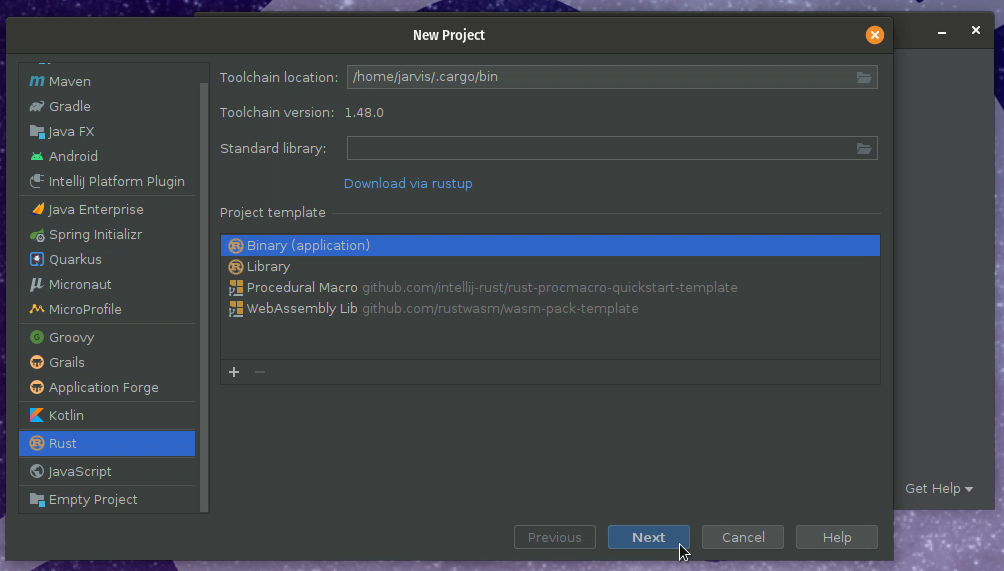 New Project
Maven
Gradle
Java FX
Android
IntelliJ Platform Plugin
Java Enterprise
Spring Initializr
Quarkus
Micronaut
MicroProfile
Groovy
Grails
Application Forge
Kotlin
Rust
JavaScript
Empty Project
Toolchain location: /home/jarvis/.cargo/bin
Toolchain version: 1.48.0
Standard library:
Download via rustup
Project template
Binary (application)
Library
Procedural Macro github.com/intellij-rust/rust-procmacro-quickstart-template
WebAssembly Lib github.com/rustwasm/wasm-pack-template
Get Help
Previous Next Cancel Help